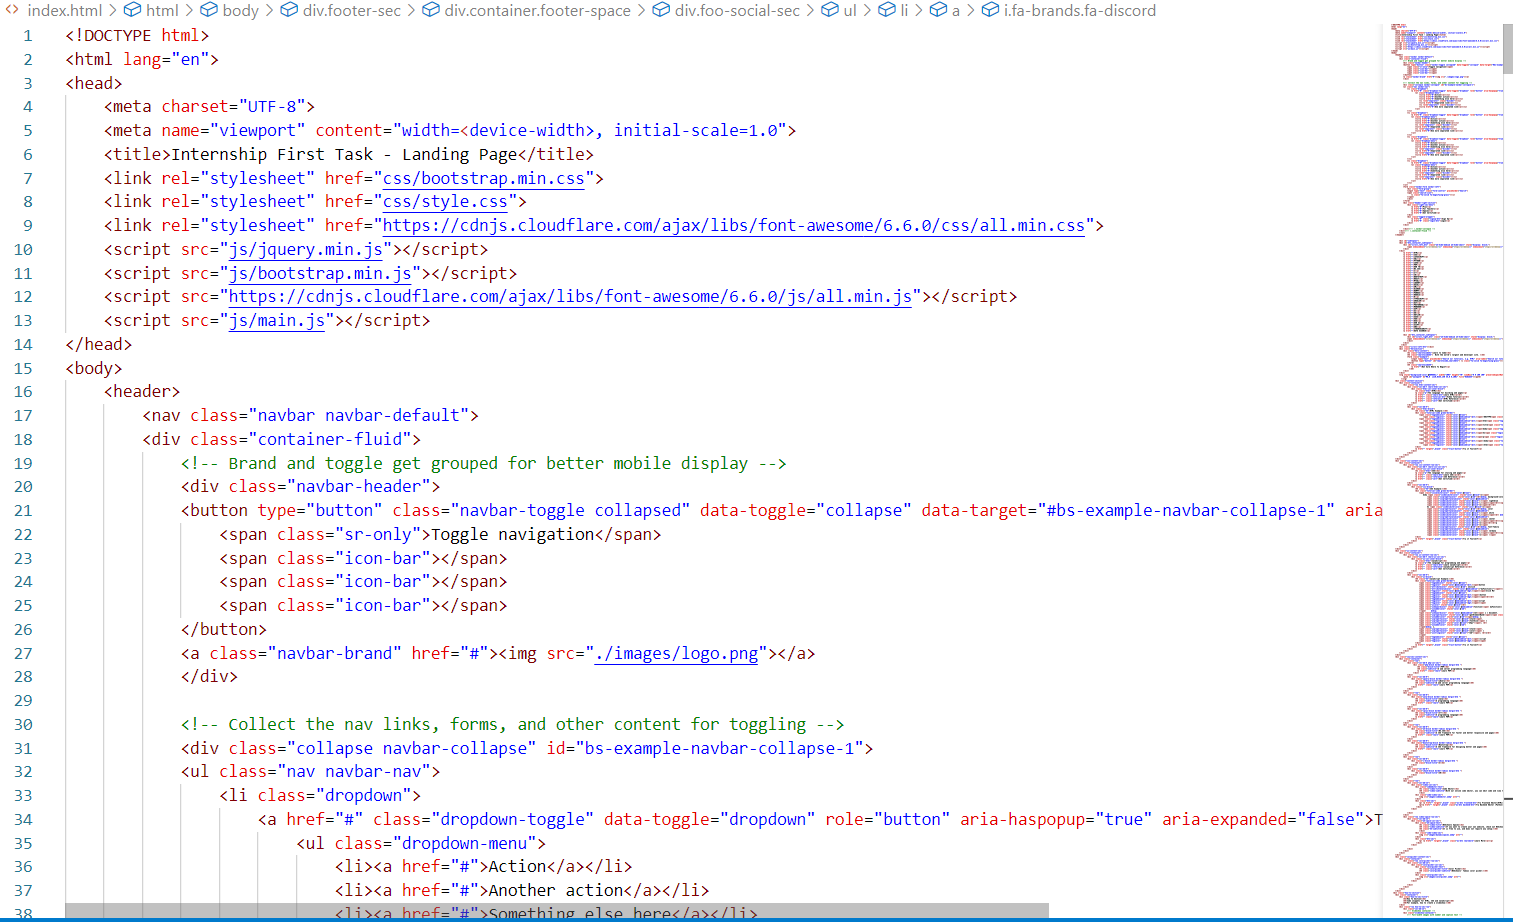 index.html > html > body > div.footer-sec > div.container.footer-space > div.foo-social-sec > ul > li > a > i.fa-brands.fa-discord
1 <!DOCTYPE html>
2 <html lang="en">
3 <head>
4 <meta charset="UTF-8">
5 <meta name="viewport" content="width=<device-width>, initial-scale=1.0">
6 <title>Internship First Task - Landing Page</title>
7 <link rel="stylesheet" href="css/bootstrap.min.css">
8 <link rel="stylesheet" href="css/style.css">
9 <link rel="stylesheet" href="https://cdnjs.cloudflare.com/ajax/libs/font-awesome/6.6.0/css/all.min.css">
10 <script src="js/jquery.min.js"></script>
11 <script src="js/bootstrap.min.js"></script>
12 <script src="https://cdnjs.cloudflare.com/ajax/libs/font-awesome/6.6.0/js/all.min.js"></script>
13 <script src="js/main.js"></script>
14 </head>
15 <body>
16 <header>
17 <nav class="navbar navbar-default">
18 <div class="container-fluid">
19 <!-- Brand and toggle get grouped for better mobile display -->
20 <div class="navbar-header">
21 <button type="button" class="navbar-toggle collapsed" data-toggle="collapse" data-target="#bs-example-navbar-collapse-1" aria
22 <span class="sr-only">Toggle navigation</span>
23 <span class="icon-bar"></span>
24 <span class="icon-bar"></span>
25 <span class="icon-bar"></span>
26 </button>
27 <a class="navbar-brand" href="#"><img src="./images/logo.png"></a>
28 </div>
29
30 <!-- Collect the nav links, forms, and other content for toggling -->
31 <div class="collapse navbar-collapse" id="bs-example-navbar-collapse-1">
32 <ul class="nav navbar-nav">
33 <li class="dropdown">
34 <a href="#" class="dropdown-toggle" data-toggle="dropdown" role="button" aria-haspopup="true" aria-expanded="false">T
35 <ul class="dropdown-menu">
36 <li><a href="#">Action</a></li>
37 <li><a href="#">Another action</a></li>
38 <li><a href="#">Something else here</a></li>